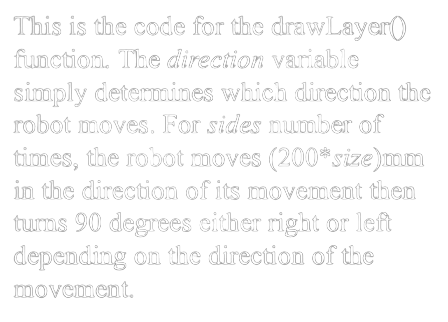 This is the code for the drawLayer()
function. The direction variable
simply determines which direction the
robot moves. For sides number of
times, the robot moves (200*size)mm
in the direction of its movement then
turns 90 degrees either right or left
depending on the direction of the
movement.